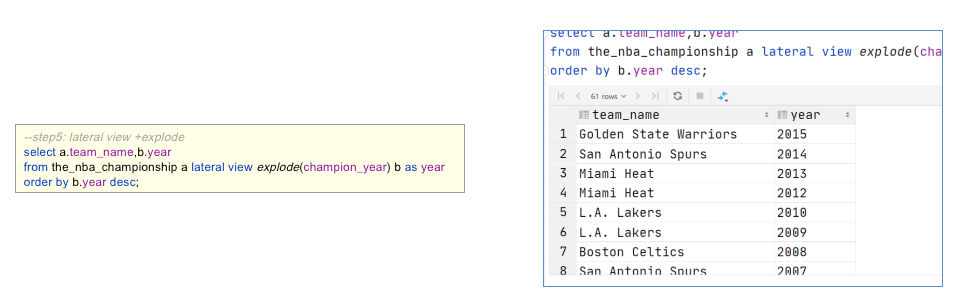 --step5: lateral view +explode
select a.team_name,b.year
from the_nba_championship a lateral view explode(champion_year) b as year
order by b.year desc;
select a.team_name,b.year
from the_nba_championship a lateral view explode(cha
order by b.year desc;
61 rows
team_name year
1 Golden State Warriors 2015
2 San Antonio Spurs 2014
3 Miami Heat 2013
4 Miami Heat 2012
5 L.A. Lakers 2010
6 L.A. Lakers 2009
7 Boston Celtics 2008
8 San Antonio Spurs 2007